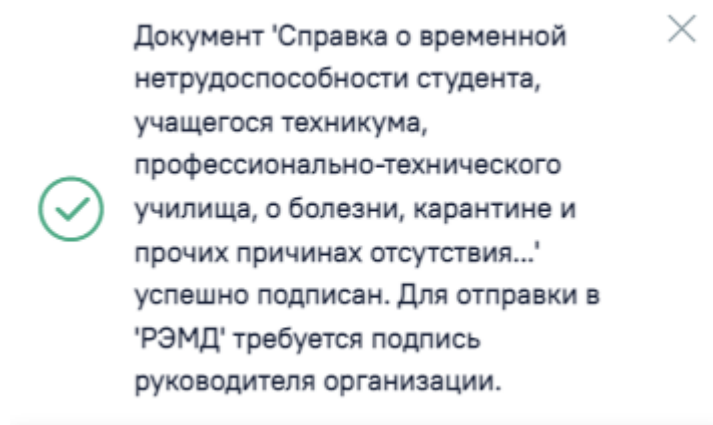 Документ 'Справка о временной
нетрудоспособности студента,
учащегося техникума,
профессионально-технического
училища, о болезни, карантине и
прочих причинах отсутствия...'
успешно подписан. Для отправки в
'РЭМД' требуется подпись
руководителя организации.